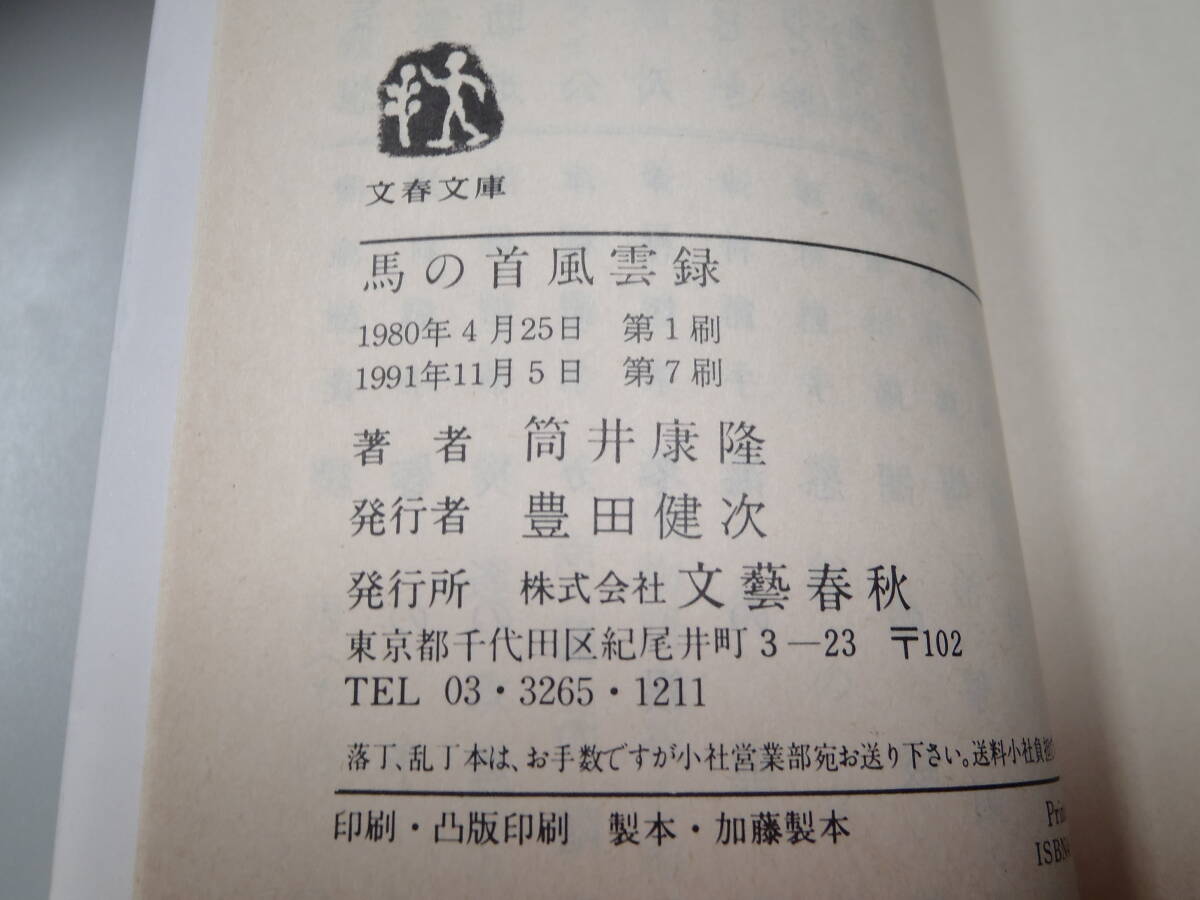 文春文庫
馬の首風雲録
1980年4月25日 第1刷
1991年11月5日 第7刷
著者 筒井康隆
発行者 豊田健次
発行所 株式会社 文藝春秋
東京都千代田区紀尾井町3―23 〒102
TEL 03・3265・1211
落丁、乱丁本は、お手数ですが小社営業部宛お送り下さい。送料小社負担
印刷・凸版印刷 製本・加藤製本
Prin
ISBN4